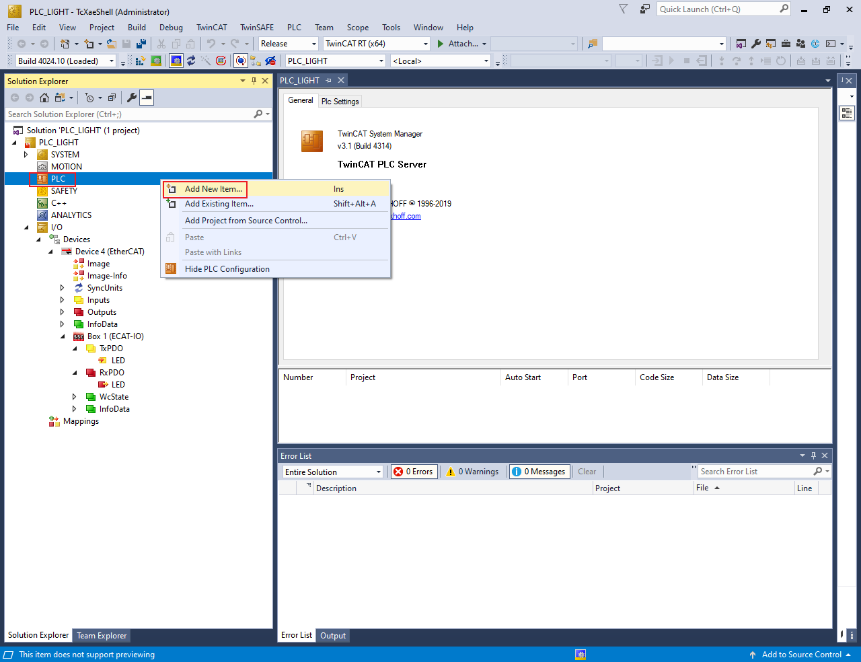 PLC_LIGHT - TcXaeShell (Administrator)
Quick Launch (Ctrl+Q)
File Edit View Project Build Debug TwinCAT TwinSAFE PLC Team Scope Tools Window Help
Release TwinCAT RT (x64) Attach...
Build 4024.10 (Loaded) PLC_LIGHT <Local>
Solution Explorer
Search Solution Explorer (Ctrl+;)
Solution 'PLC_LIGHT' (1 project)
PLC_LIGHT
SYSTEM
MOTION
PLC
SAFETY
C++
ANALYTICS
I/O
Devices
Device 4 (EtherCAT)
Image
Image-Info
SyncUnits
Inputs
Outputs
InfoData
Box 1 (ECAT-IO)
TxPDO
LED
RxPDO
LED
WcState
InfoData
Mappings
Solution Explorer Team Explorer
Add New Item... Ins
Add Existing Item... Shift+Alt+A
Add Project from Source Control...
Paste Ctrl+V
Paste with Links
Hide PLC Configuration
PLC_LIGHT
General Plc Settings
TwinCAT System Manager
v3.1 (Build 4314)
TwinCAT PLC Server
HOFF © 1996-2019
hoff.com
Number Project Auto Start Port Code Size Data Size
Error List
Entire Solution 0 Errors 0 Warnings 0 Messages Clear Search Error List
Description Project File Line
Error List Output
This item does not support previewing
Add to Source Control